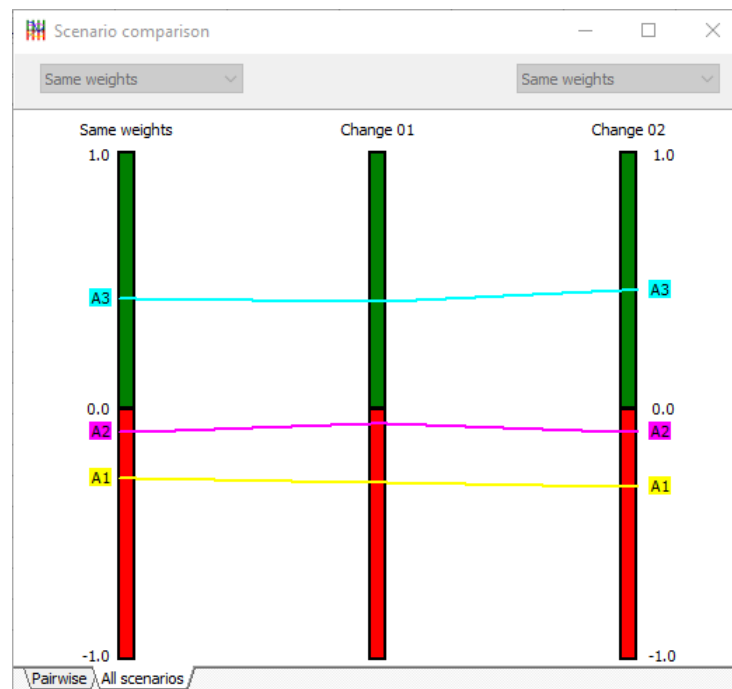 Scenario comparison
Same weights Same weights
Same weights Change 01 Change 02
1.0 1.0
A3 A3
0.0 0.0
A2 A2
A1 A1
-1.0 -1.0
Pairwise All scenarios